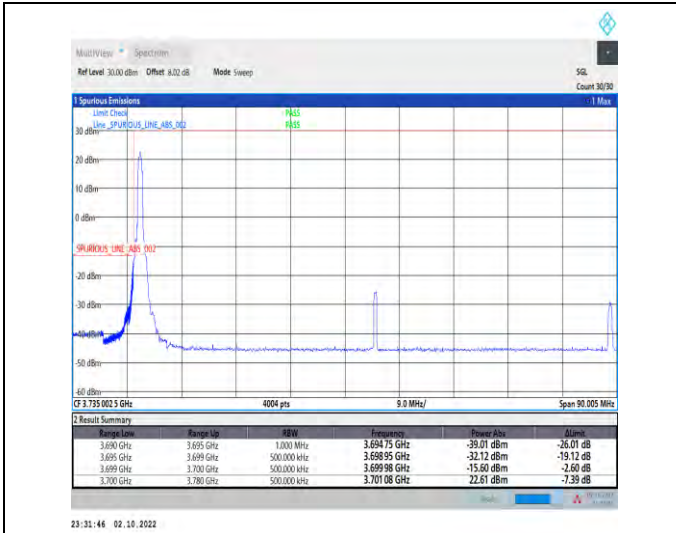 MultiView Spectrum
Ref Level 30.00 dBm Offset 8.02 dB Mode Sweep SGL
Count 30/30
1 Spurious Emissions 1 Max
Limit Check PASS
Line _SPURIOUS_LINE_ABS_002 PASS
30 dBm
20 dBm
10 dBm
0 dBm
_SPURIOUS_LINE_ABS_002
-20 dBm
-30 dBm
-40 dBm
-50 dBm
-60 dBm
CF 3.735 002 5 GHz 4004 pts 9.0 MHz/ Span 90.005 MHz
2 Result Summary
Range Low Range Up RBW Frequency Power Abs ΔLimit
3.690 GHz 3.695 GHz 1.000 MHz 3.694 75 GHz -39.01 dBm -26.01 dB
3.695 GHz 3.699 GHz 500.000 kHz 3.698 95 GHz -32.12 dBm -19.12 dB
3.699 GHz 3.700 GHz 500.000 kHz 3.699 98 GHz -15.60 dBm -2.60 dB
3.700 GHz 3.780 GHz 500.000 kHz 3.701 08 GHz 22.61 dBm -7.39 dB
23:31:46 02.10.2022